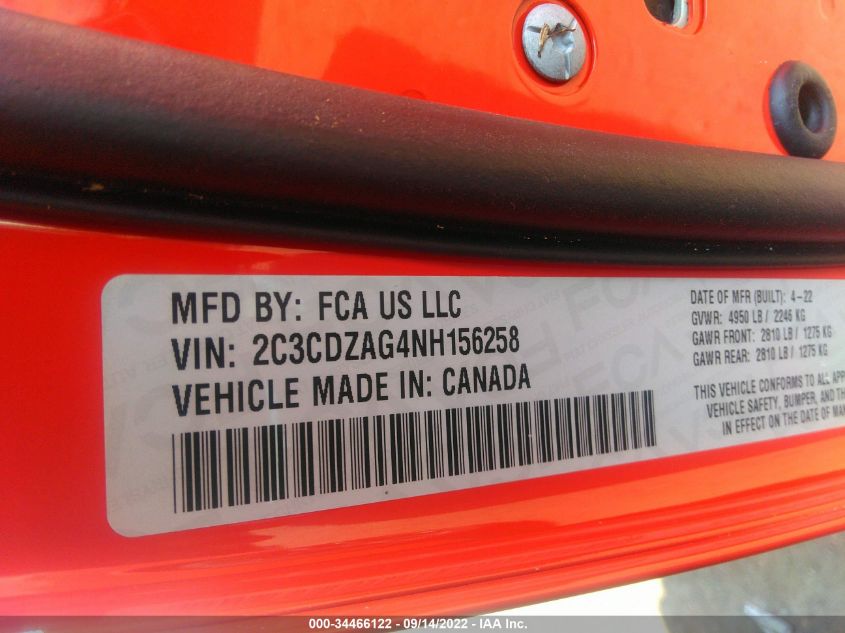 MFD BY: FCA US LLC
VIN: 2C3CDZAG4NH156258
VEHICLE MADE IN: CANADA
DATE OF MFR (BUILT): 4-22
GVWR: 4950 LB / 2246 KG
GAWR FRONT: 2810 LB / 1275 KG
GAWR REAR: 2810 LB / 1275 KG
THIS VEHICLE CONFORMS TO ALL
VEHICLE SAFETY, BUMPER, AND
IN EFFECT ON THE DATE OF
000-34466122 - 09/14/2022 - IAA Inc.